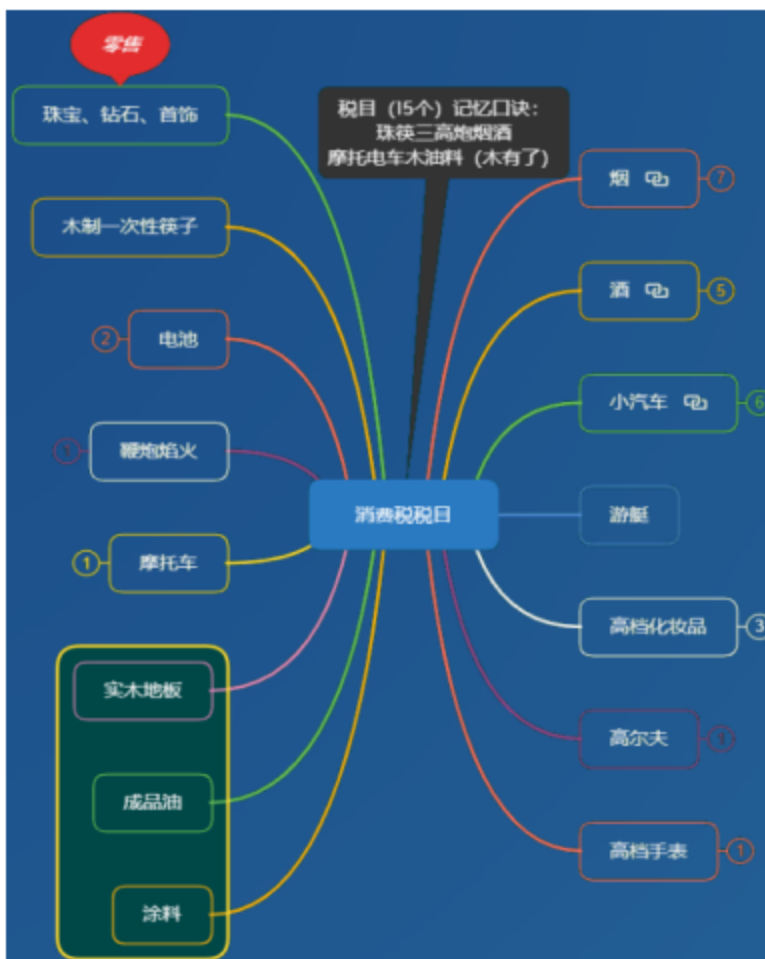 零售
珠宝、钻石、首饰
木制一次性筷子
2
电池
鞭炮焰火
1
摩托车
实木地板
成品油
涂料
税目（15个）记忆口诀：
珠筷三高炮烟酒
摩托电车木油料（木有了）
消费税税目
烟
7
酒
5
小汽车
6
游艇
高档化妆品
3
高尔夫
1
高档手表
1